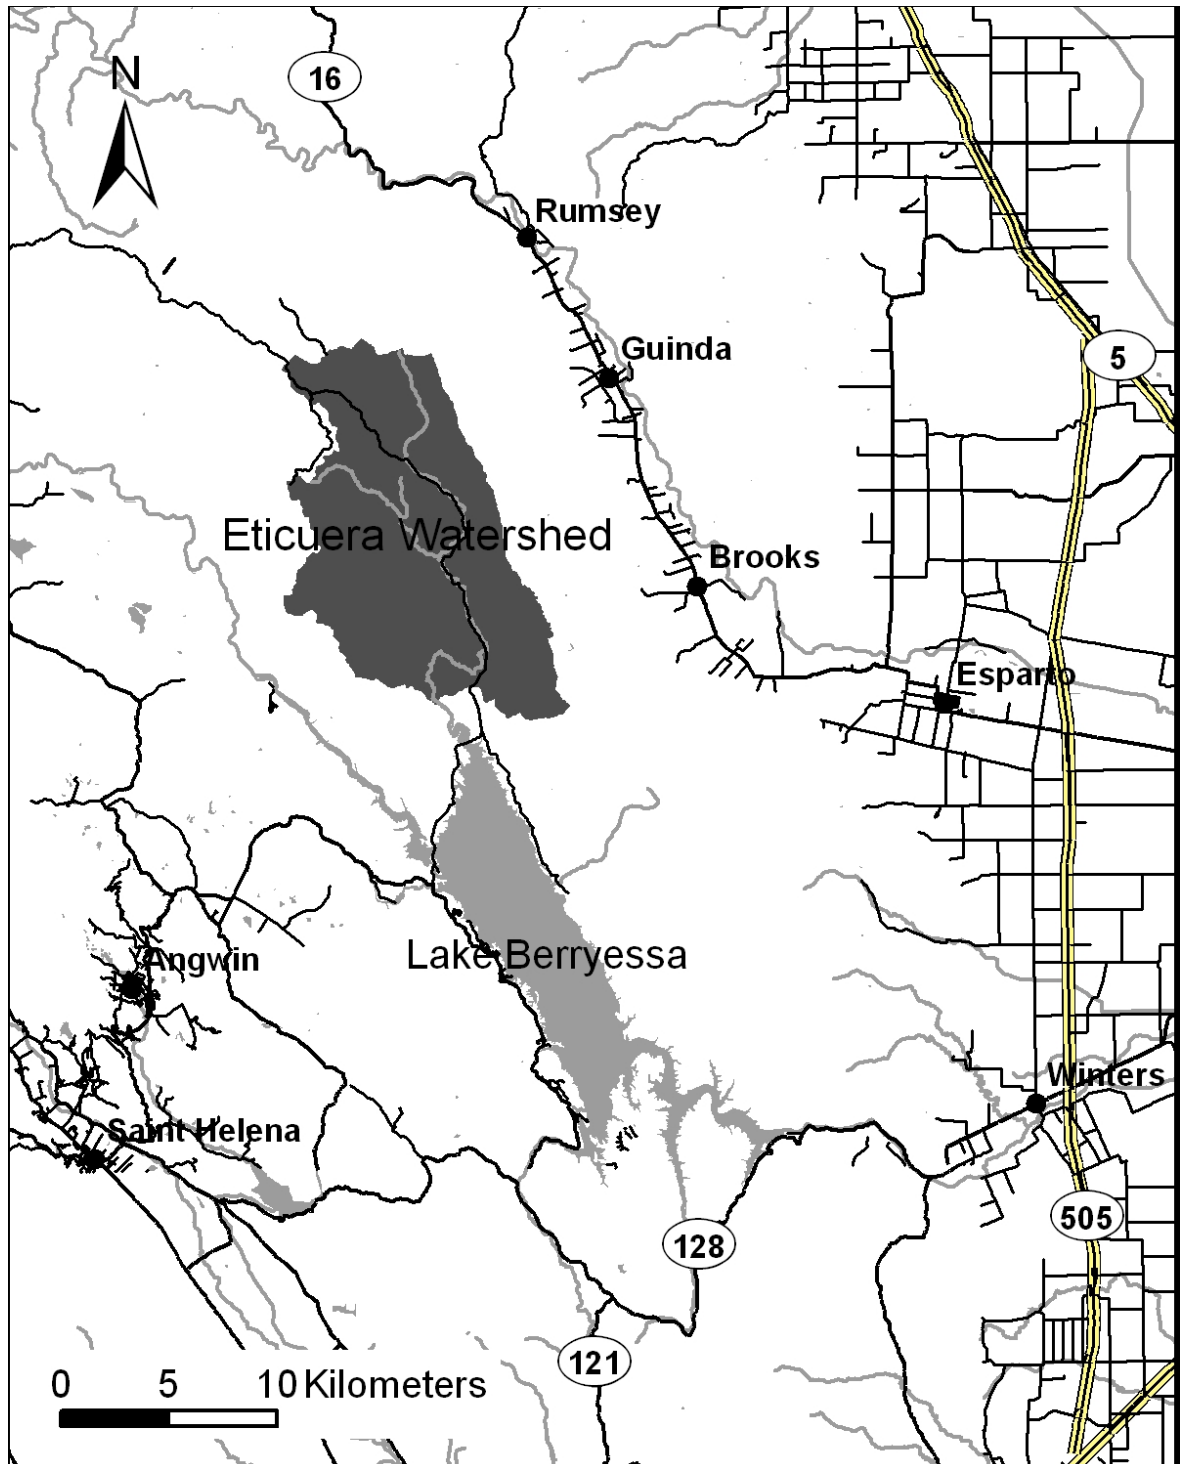 N
16
Rumsey
Guinda
5
Eticuera Watershed
Brooks
Esparto
Lake Berryessa
Angwin
Winters
Saint Helena
505
128
121
0 5 10 Kilometers